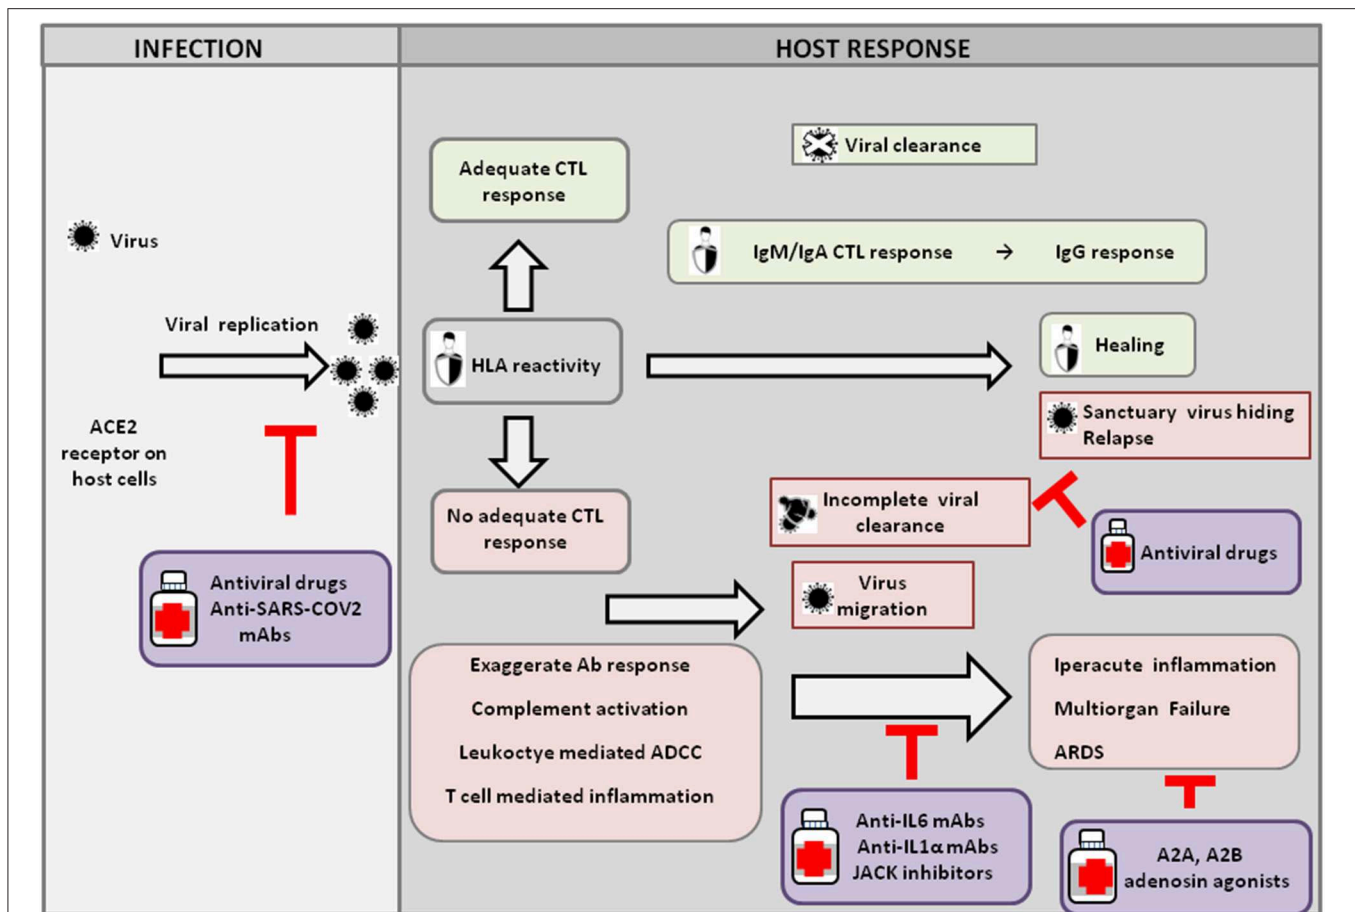 INFECTION
HOST RESPONSE
Viral clearance
Adequate CTL
response
Virus
IgM/IgA CTL response → IgG response
Viral replication
HLA reactivity
Healing
Sanctuary virus hiding
Relapse
ACE2
receptor on
host cells
No adequate CTL
response
Incomplete viral
clearance
Antiviral drugs
Antiviral drugs
Anti-SARS-COV2
mAbs
Virus
migration
Exaggerate Ab response
Complement activation
Leukoctye mediated ADCC
T cell mediated inflammation
Iperacute inflammation
Multiorgan Failure
ARDS
Anti-IL6 mAbs
Anti-IL1α mAbs
JACK inhibitors
A2A, A2B
adenosin agonists